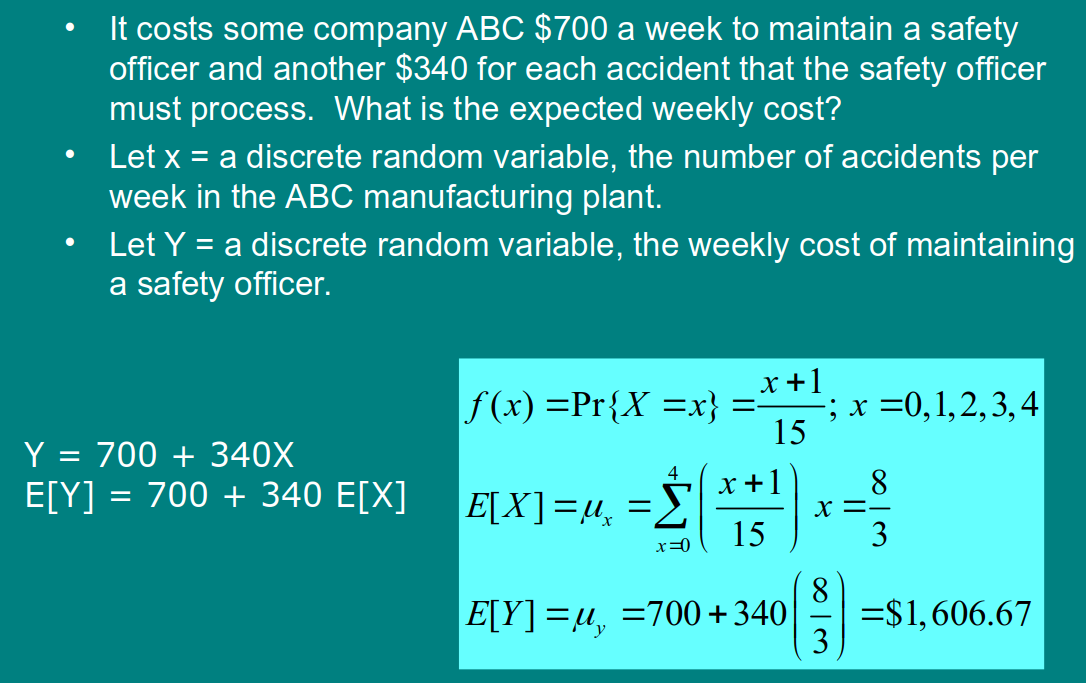 • It costs some company ABC $700 a week to maintain a safety
officer and another $340 for each accident that the safety officer
must process. What is the expected weekly cost?
• Let x = a discrete random variable, the number of accidents per
week in the ABC manufacturing plant.
• Let Y = a discrete random variable, the weekly cost of maintaining
a safety officer.
Y = 700 + 340X
E[Y] = 700 + 340 E[X]
f(x) = Pr{X = x} = \frac{x+1}{15}; x = 0,1,2,3,4
E[X] = μ_x = \sum_{x=0}^{4} \left( \frac{x+1}{15} \right) x = \frac{8}{3}
E[Y] = μ_y = 700 + 340 \left( \frac{8}{3} \right) = $1,606.67